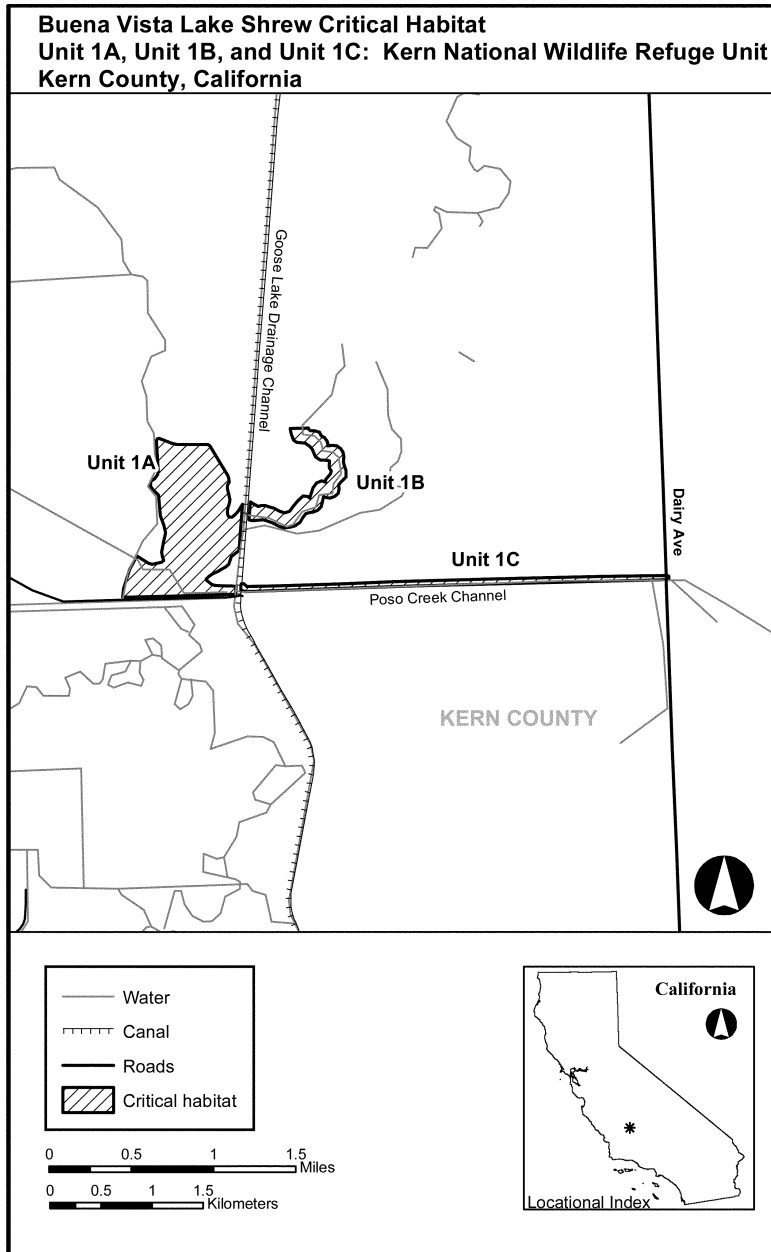 Buena Vista Lake Shrew Critical Habitat
Unit 1A, Unit 1B, and Unit 1C:  Kern National Wildlife Refuge Unit
Kern County, California
Goose Lake Drainage Channel
Unit 1A
Unit 1B
Dairy Ave
Unit 1C
Poso Creek Channel
KERN COUNTY
Water
Canal
Roads
Critical habitat
0 0.5 1 1.5
Miles
0 0.5 1 1.5
Kilometers
California
Locational Index